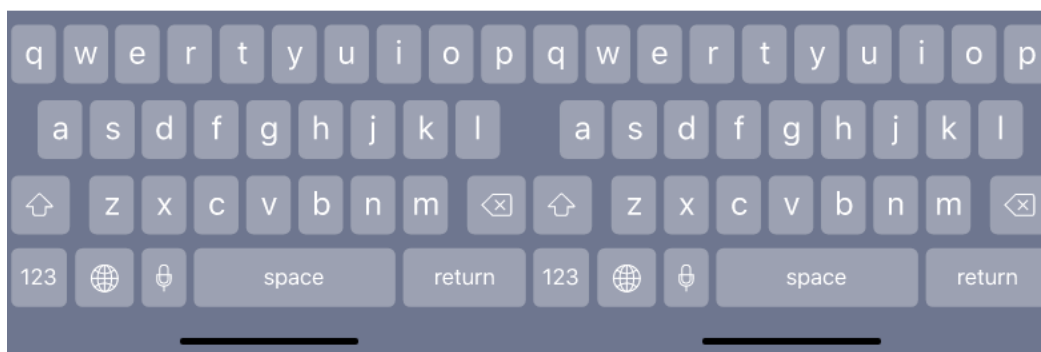 q w e r t y u i o p q w e r t y u i o p
a s d f g h j k l a s d f g h j k l
z x c v b n m z x c v b n m
123 space return 123 space return